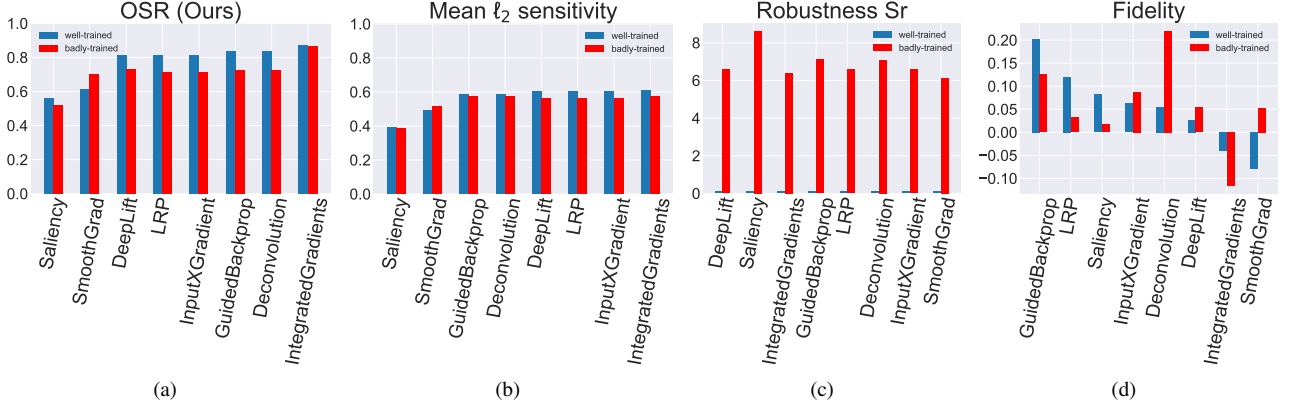 OSR (Ours)
well-trained
badly-trained
1.0
0.8
0.6
0.4
0.2
0.0
Saliency
SmoothGrad
DeepLift
LRP
InputXGradient
GuidedBackprop
Deconvolution
IntegratedGradients
(a)
Mean ℓ₂ sensitivity
well-trained
badly-trained
1.0
0.8
0.6
0.4
0.2
0.0
Saliency
SmoothGrad
GuidedBackprop
Deconvolution
DeepLift
LRP
InputXGradient
IntegratedGradients
(b)
Robustness Sr
well-trained
badly-trained
8
6
4
2
0
DeepLift
Saliency
IntegratedGradients
GuidedBackprop
LRP
Deconvolution
InputXGradient
SmoothGrad
(c)
Fidelity
well-trained
badly-trained
0.20
0.15
0.10
0.05
0.00
−0.05
−0.10
GuidedBackprop
LRP
Saliency
InputXGradient
Deconvolution
DeepLift
IntegratedGradients
SmoothGrad
(d)